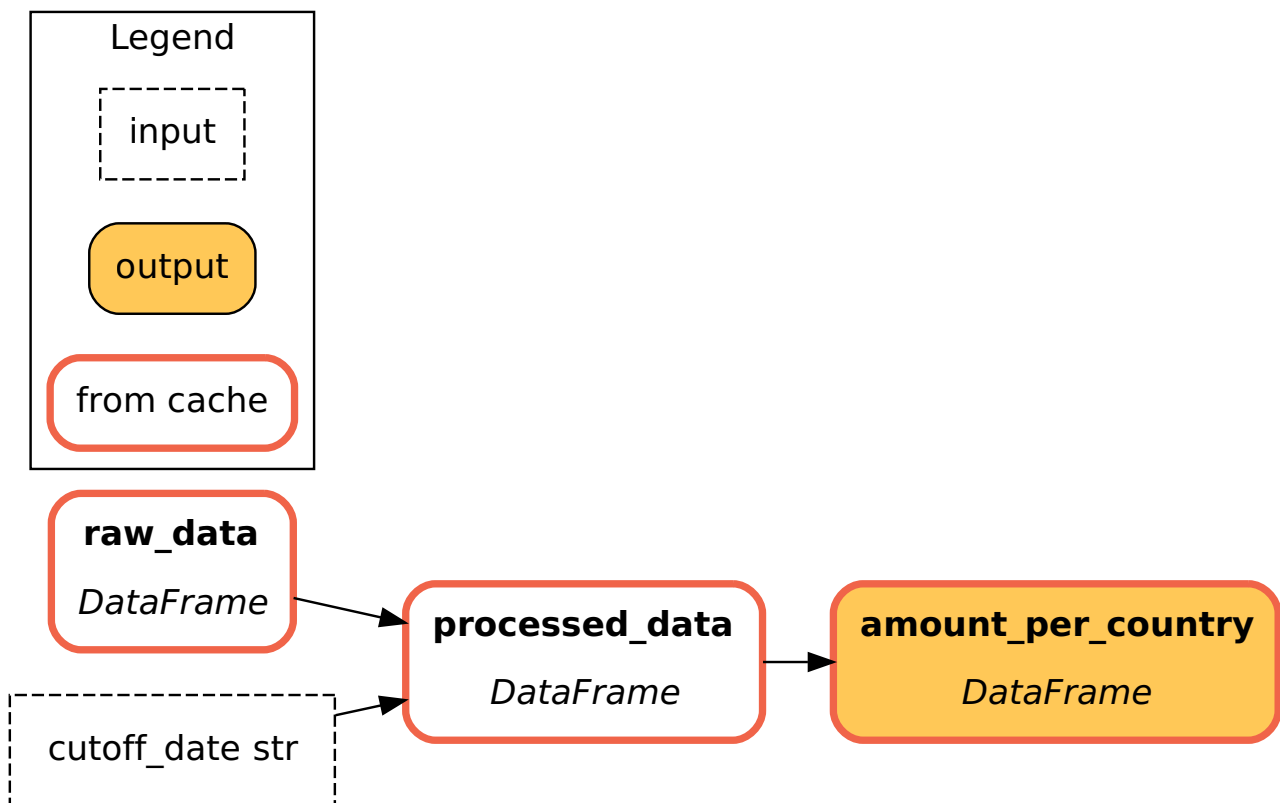 Legend
input
output
from cache
raw_data
DataFrame
cutoff_date str
processed_data
DataFrame
amount_per_country
DataFrame